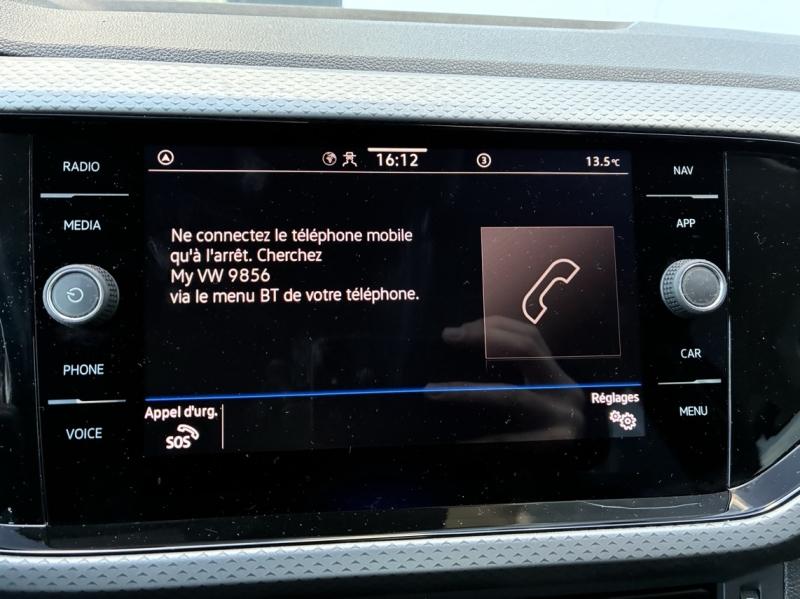 RADIO
MEDIA
PHONE
VOICE
16:12
3
13.5°C
Ne connectez le téléphone mobile
qu'à l'arrêt. Cherchez
My VW 9856
via le menu BT de votre téléphone.
Appel d'urg.
SOS
Réglages
NAV
APP
CAR
MENU